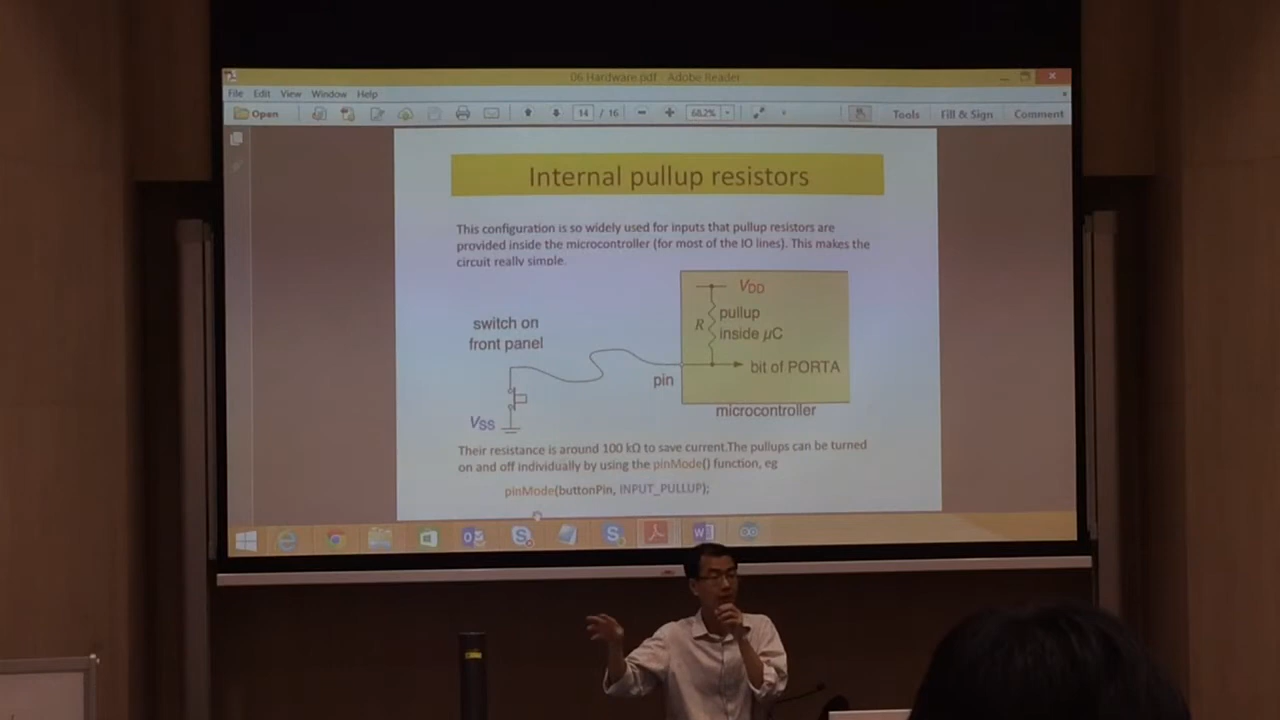 06 Hardware.pdf - Adobe Reader
File Edit View Window Help
Open 14 / 16 68.2% Tools Fill & Sign Comment
Internal pullup resistors
This configuration is so widely used for inputs that pullup resistors are
provided inside the microcontroller (for most of the IO lines). This makes the
circuit really simple.
VDD
pullup
R inside µC
switch on
front panel
bit of PORTA
pin
microcontroller
VSS
Their resistance is around 100 kΩ to save current.The pullups can be turned
on and off individually by using the pinMode() function, eg
pinMode(buttonPin, INPUT_PULLUP);